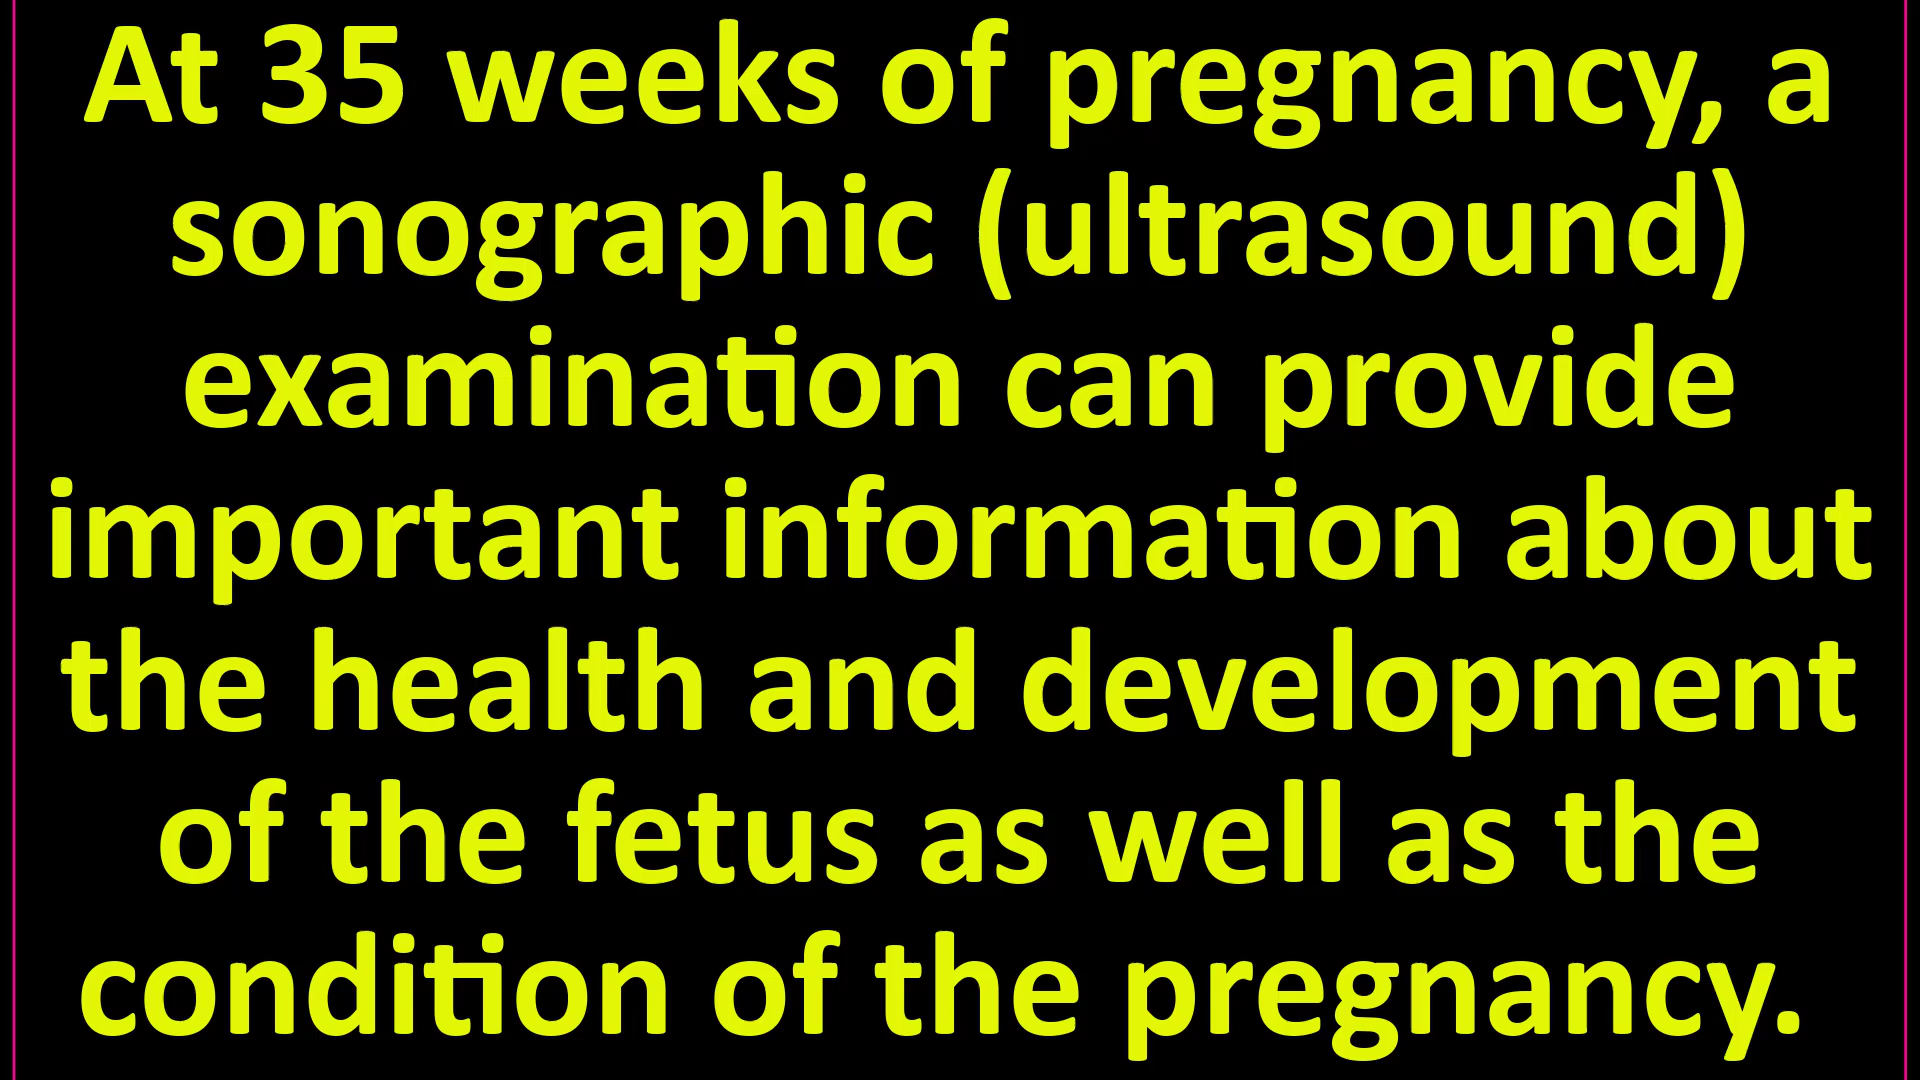 At 35 weeks of pregnancy, a
sonographic (ultrasound)
examination can provide
important information about
the health and development
of the fetus as well as the
condition of the pregnancy.